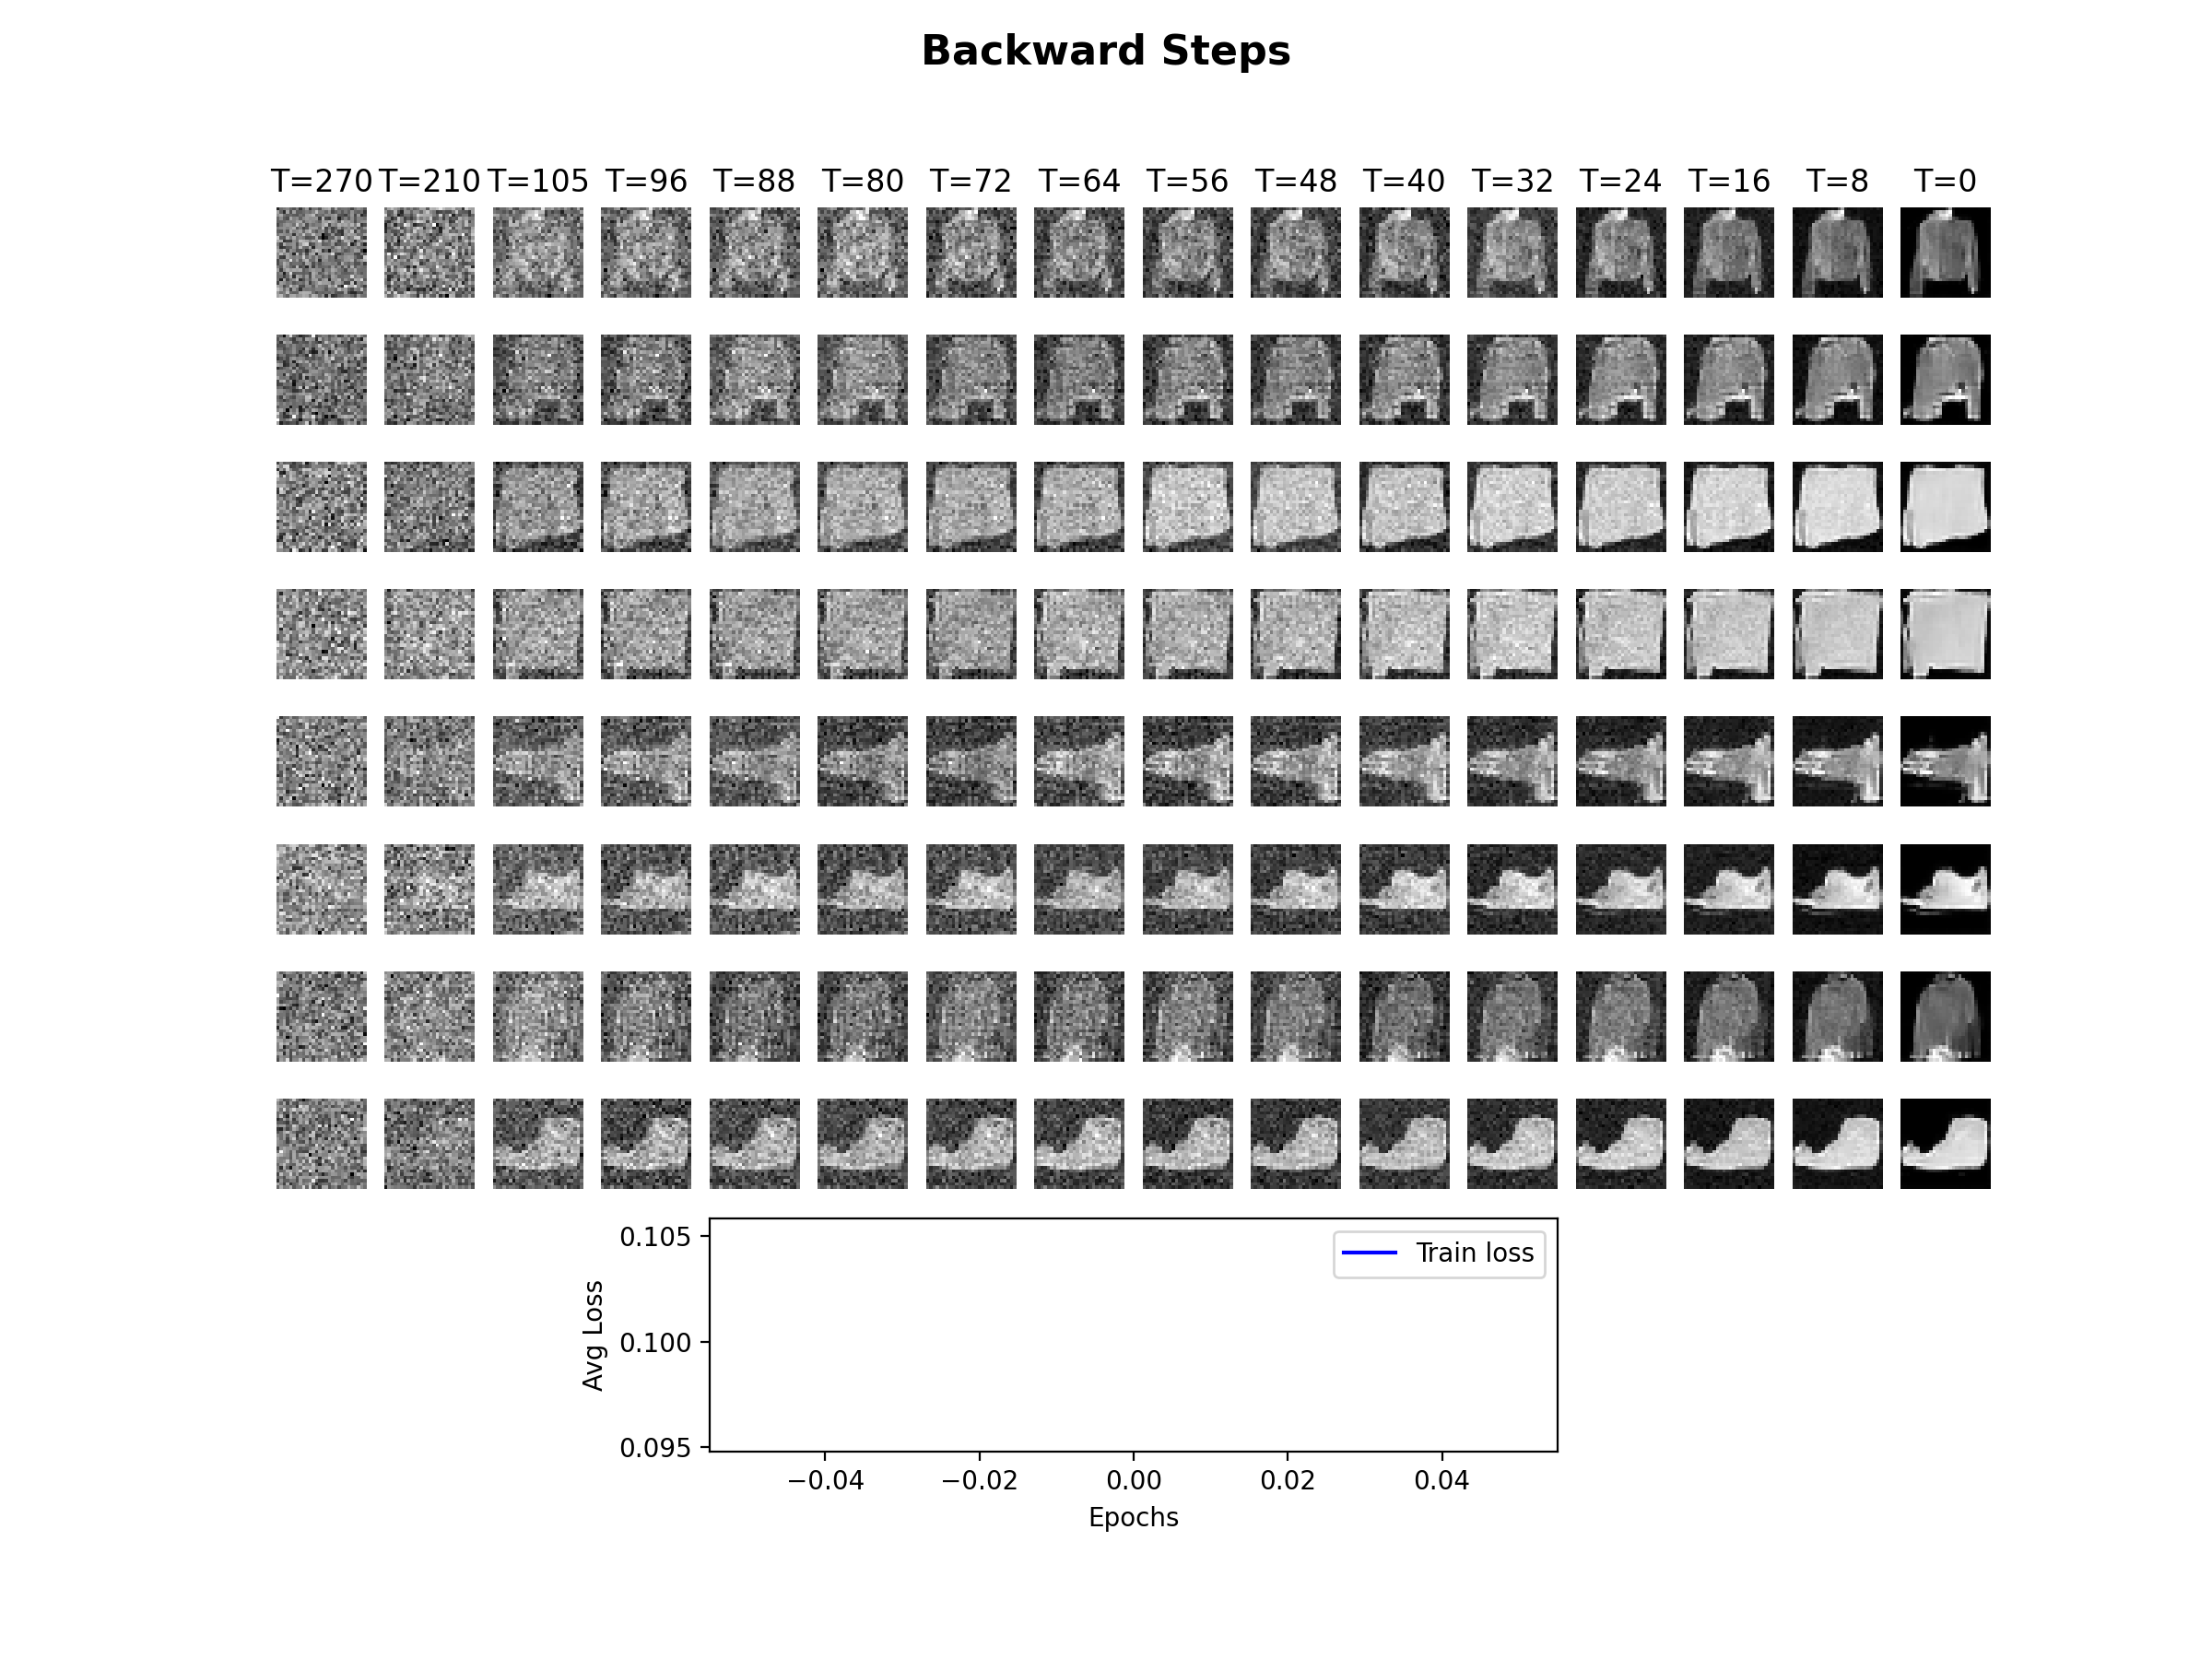 Backward Steps
T=270 T=210 T=105 T=96 T=88 T=80 T=72 T=64 T=56 T=48 T=40 T=32 T=24 T=16 T=8 T=0
0.105
0.100
0.095
Avg Loss
Train loss
−0.04 −0.02 0.00 0.02 0.04
Epochs